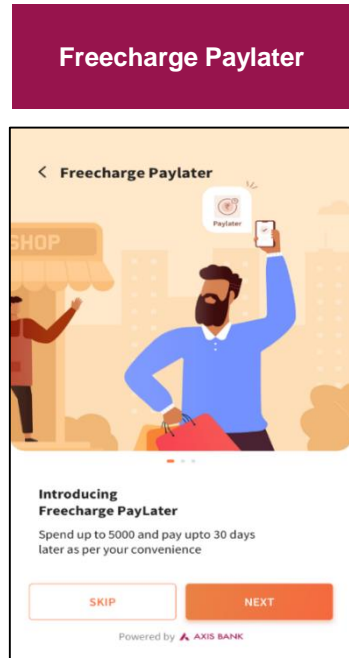 Freecharge Paylater
Freecharge Paylater
Paylater
SHOP
Introducing
Freecharge PayLater
Spend up to 5000 and pay upto 30 days
later as per your convenience
SKIP
NEXT
Powered by AXIS BANK